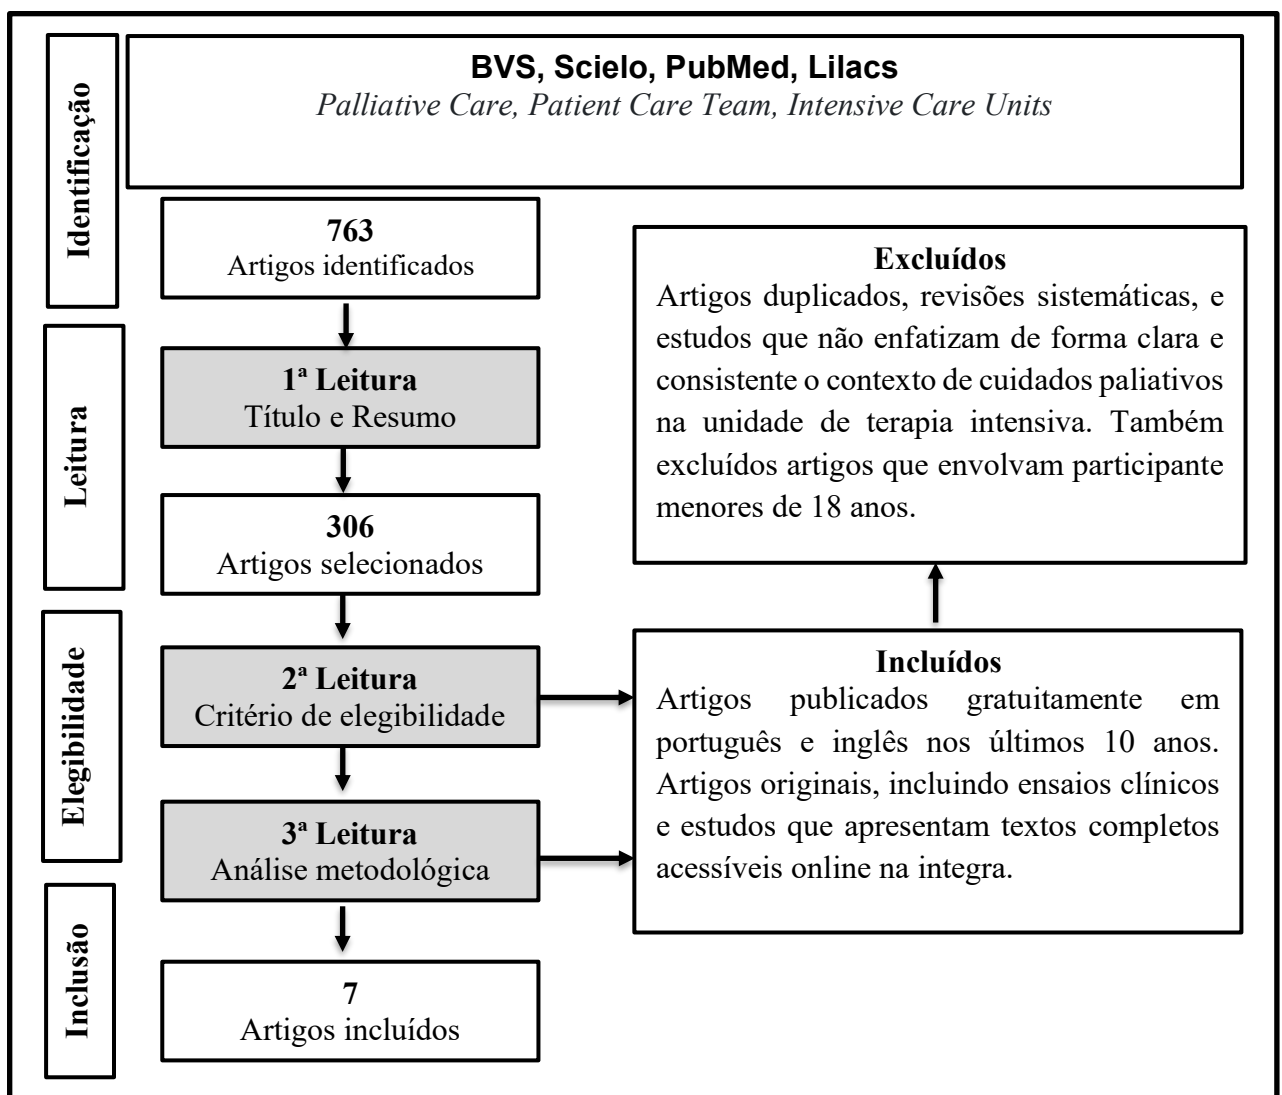 BVS, Scielo, PubMed, Lilacs
Palliative Care, Patient Care Team, Intensive Care Units
Identificação
763
Artigos identificados
Leitura
1ª Leitura
Título e Resumo
306
Artigos selecionados
Elegibilidade
2ª Leitura
Critério de elegibilidade
3ª Leitura
Análise metodológica
Inclusão
7
Artigos incluídos
Excluídos
Artigos duplicados, revisões sistemáticas, e
estudos que não enfatizam de forma clara e
consistente o contexto de cuidados paliativos
na unidade de terapia intensiva. Também
excluídos artigos que envolvam participante
menores de 18 anos.
Incluídos
Artigos publicados gratuitamente em
português e inglês nos últimos 10 anos.
Artigos originais, incluindo ensaios clínicos
e estudos que apresentam textos completos
acessíveis online na integra.